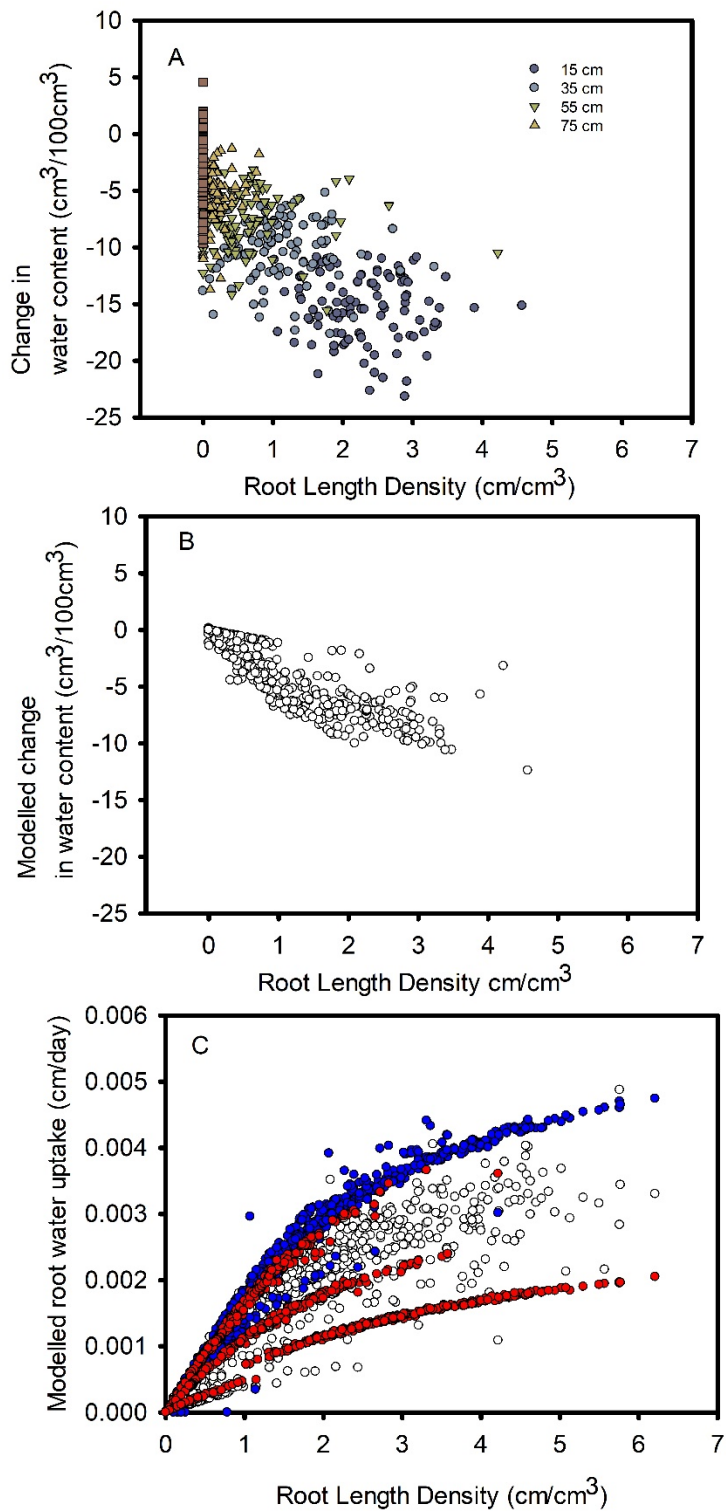 10
A
5
0
-5
-10
-15
-20
-25
15 cm
35 cm
55 cm
75 cm
Change in
water content (cm³/100cm³)
0 1 2 3 4 5 6 7
Root Length Density (cm/cm³)
10
B
5
0
-5
-10
-15
-20
-25
Modelled change
in water content (cm³/100cm³)
0 1 2 3 4 5 6 7
Root Length Density cm/cm³
0.006
C
0.005
0.004
0.003
0.002
0.001
0.000
Modelled root water uptake (cm/day)
0 1 2 3 4 5 6 7
Root Length Density (cm/cm³)